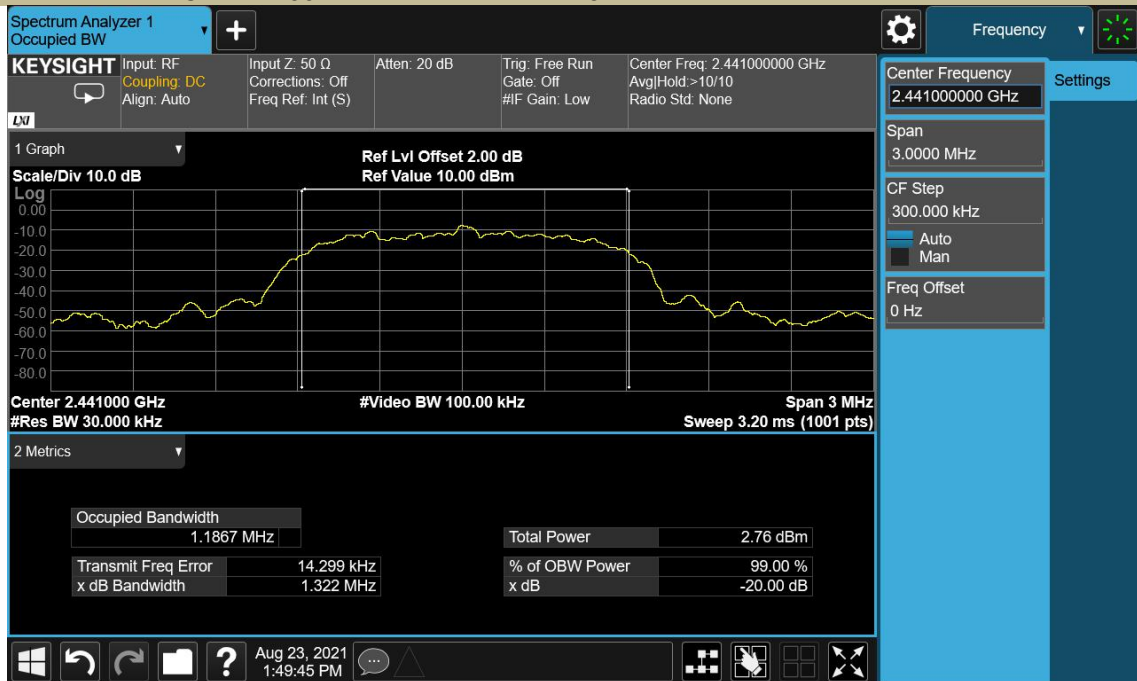 Spectrum Analyzer 1
Occupied BW
Frequency
KEYSIGHT
LXI
Input: RF
Coupling: DC
Align: Auto
Input Z: 50 Ω
Corrections: Off
Freq Ref: Int (S)
Atten: 20 dB
Trig: Free Run
Gate: Off
#IF Gain: Low
Center Freq: 2.441000000 GHz
Avg|Hold:>10/10
Radio Std: None
Center Frequency
2.441000000 GHz
Settings
Span
3.0000 MHz
CF Step
300.000 kHz
Auto
Man
Freq Offset
0 Hz
1 Graph
Scale/Div 10.0 dB
Ref Lvl Offset 2.00 dB
Ref Value 10.00 dBm
Log
0.00
-10.0
-20.0
-30.0
-40.0
-50.0
-60.0
-70.0
-80.0
Center 2.441000 GHz
#Res BW 30.000 kHz
#Video BW 100.00 kHz
Span 3 MHz
Sweep 3.20 ms (1001 pts)
2 Metrics
Occupied Bandwidth
1.1867 MHz
Total Power 2.76 dBm
Transmit Freq Error 14.299 kHz
% of OBW Power 99.00 %
x dB Bandwidth 1.322 MHz
x dB -20.00 dB
?
Aug 23, 2021
1:49:45 PM